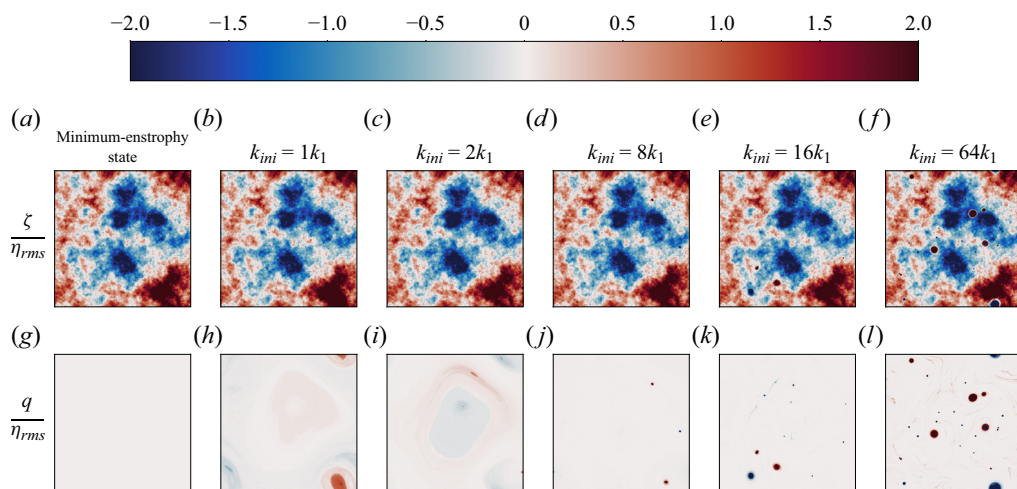 −2.0 −1.5 −1.0 −0.5 0 0.5 1.0 1.5 2.0
(a) (b) (c) (d) (e) (f)
Minimum-enstrophy
state
k_ini = 1k_1 k_ini = 2k_1 k_ini = 8k_1 k_ini = 16k_1 k_ini = 64k_1
ζ
η_rms
(g) (h) (i) (j) (k) (l)
q
η_rms